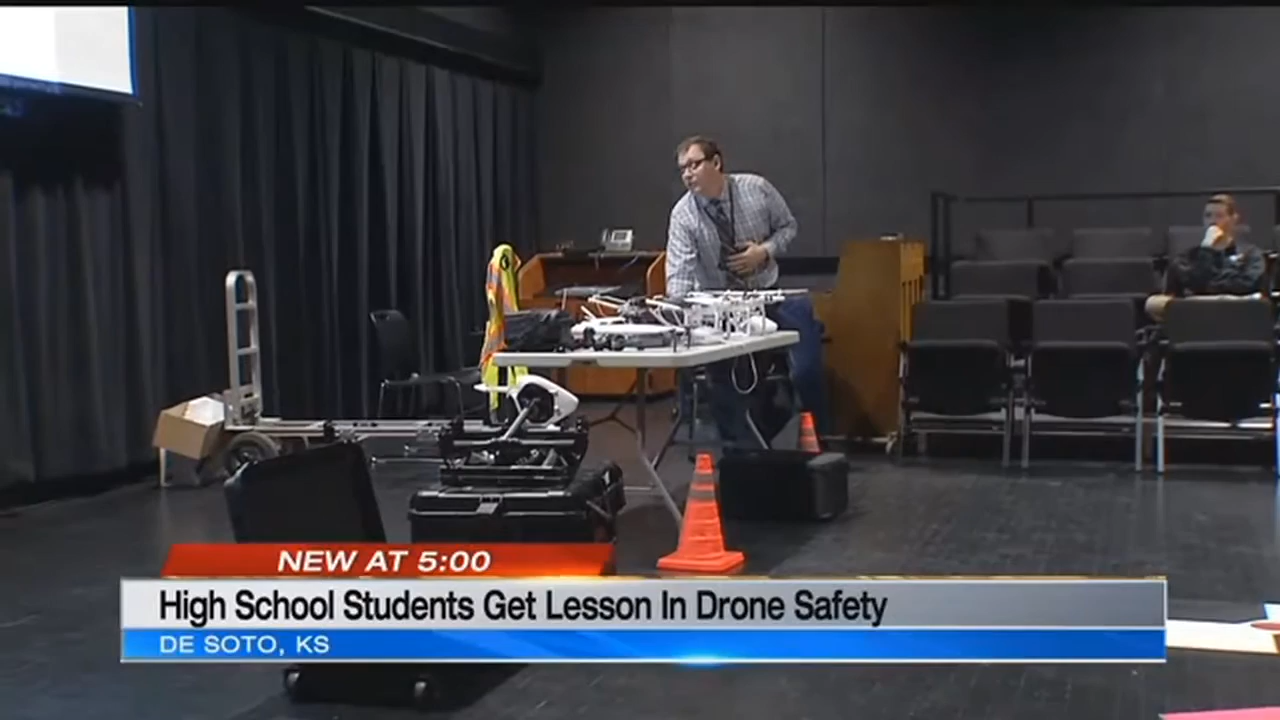 NEW AT 5:00
High School Students Get Lesson In Drone Safety
DE SOTO, KS